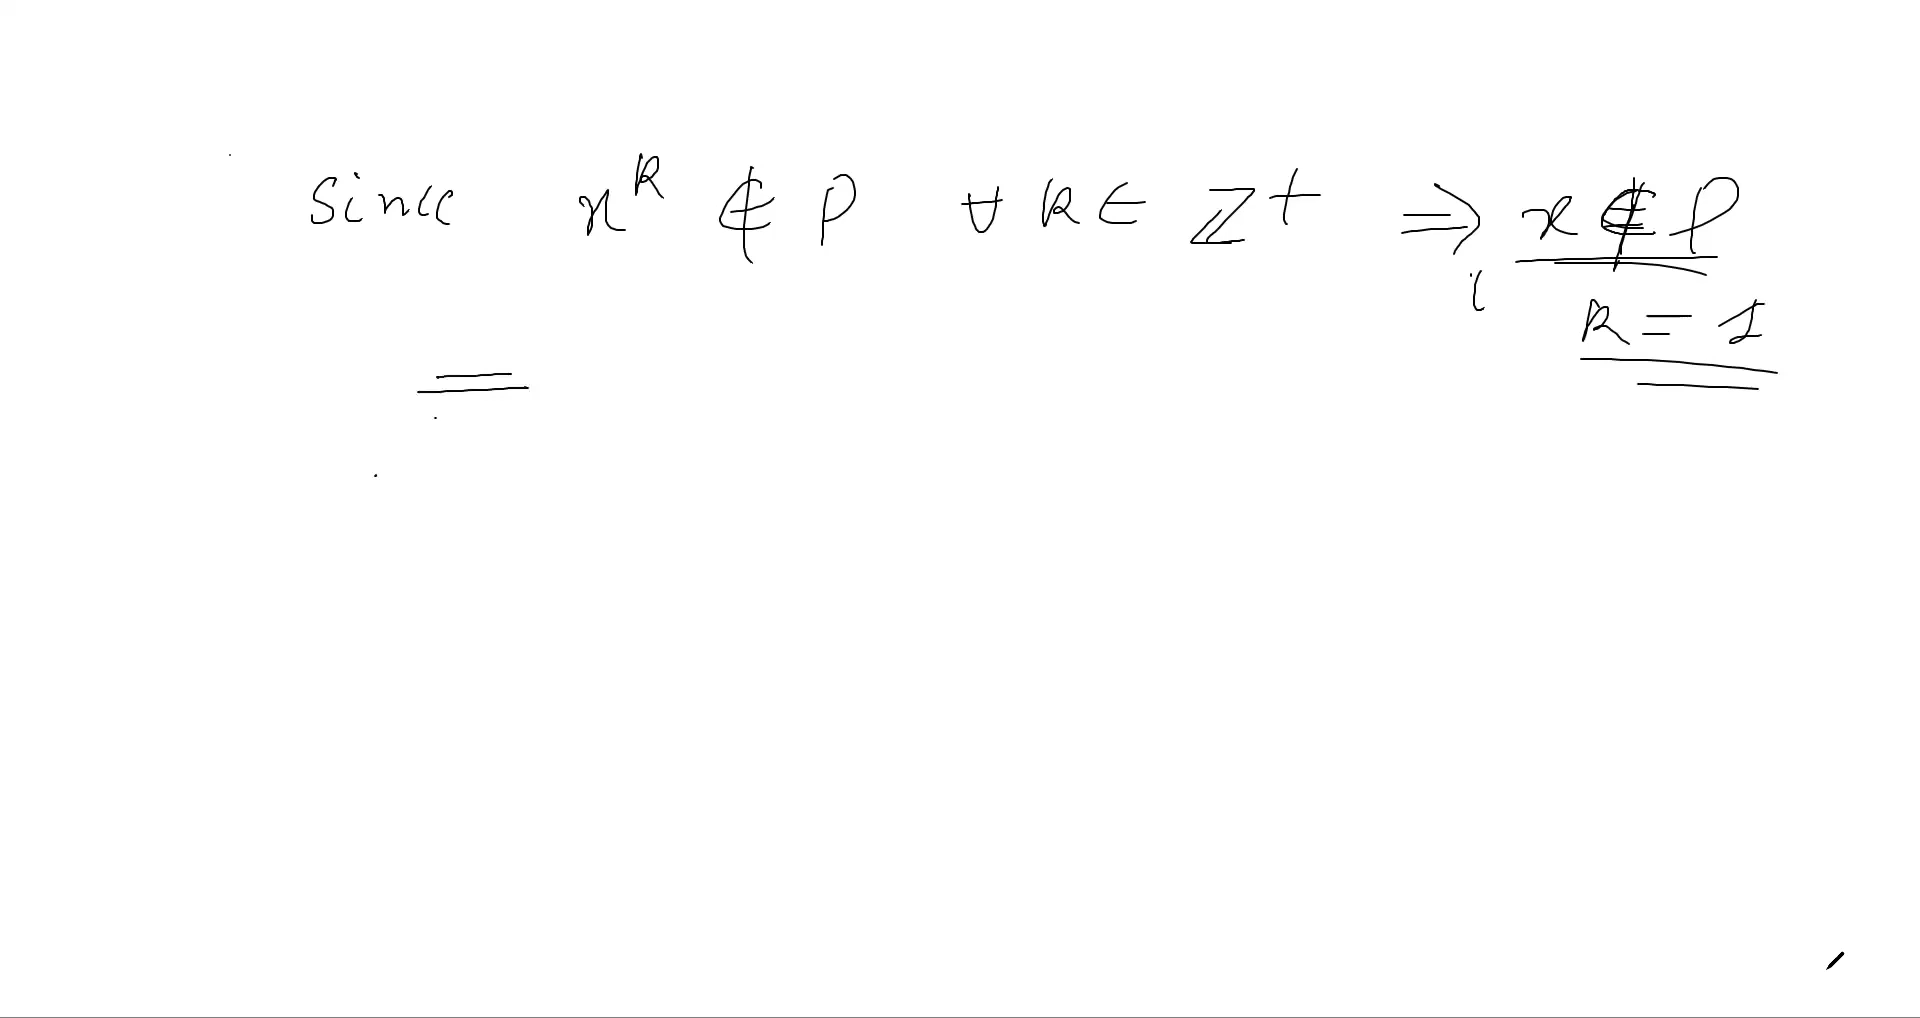 Since x^k ∉ P ∀ k ∈ Z^+ ⇒ x ∉ P
i
k = 1